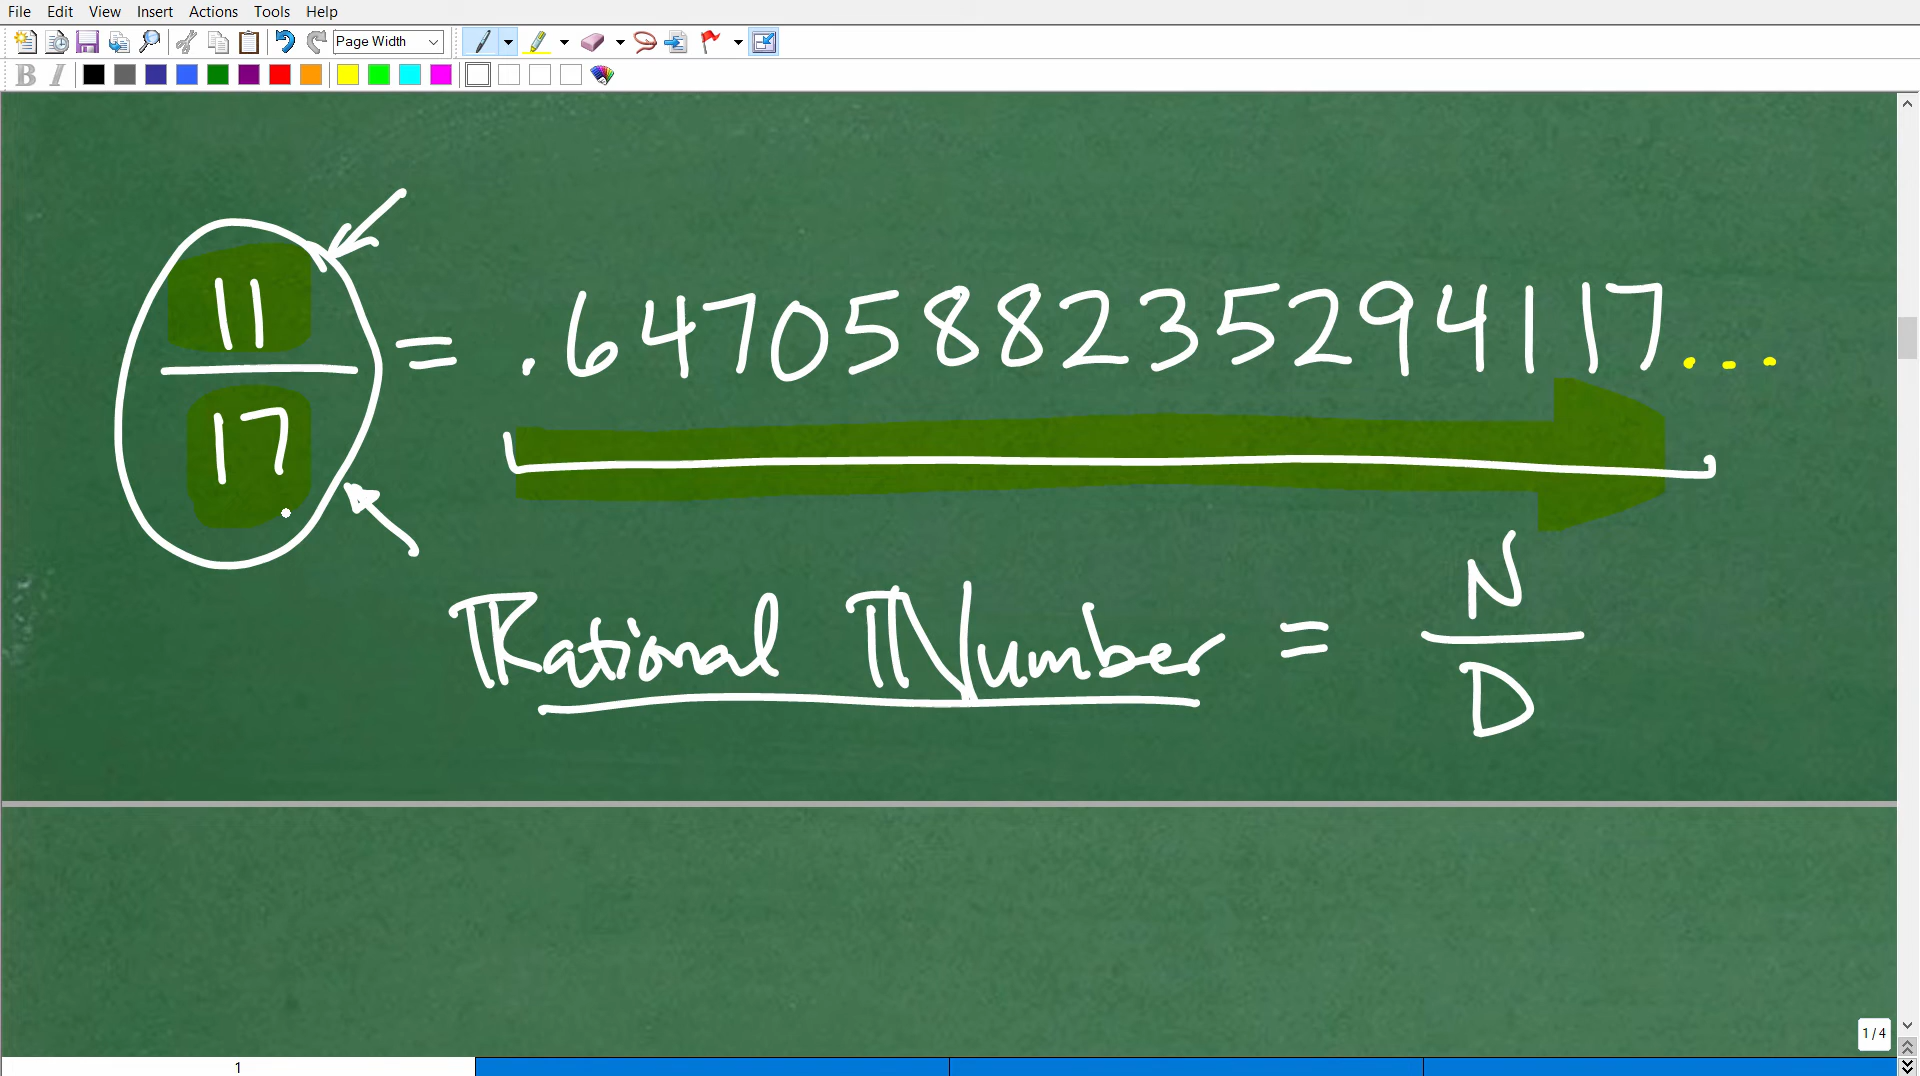 File Edit View Insert Actions Tools Help
Page Width
B I
11/17 = .6470588235294117...
Rational Number = N/D
1 / 4
1